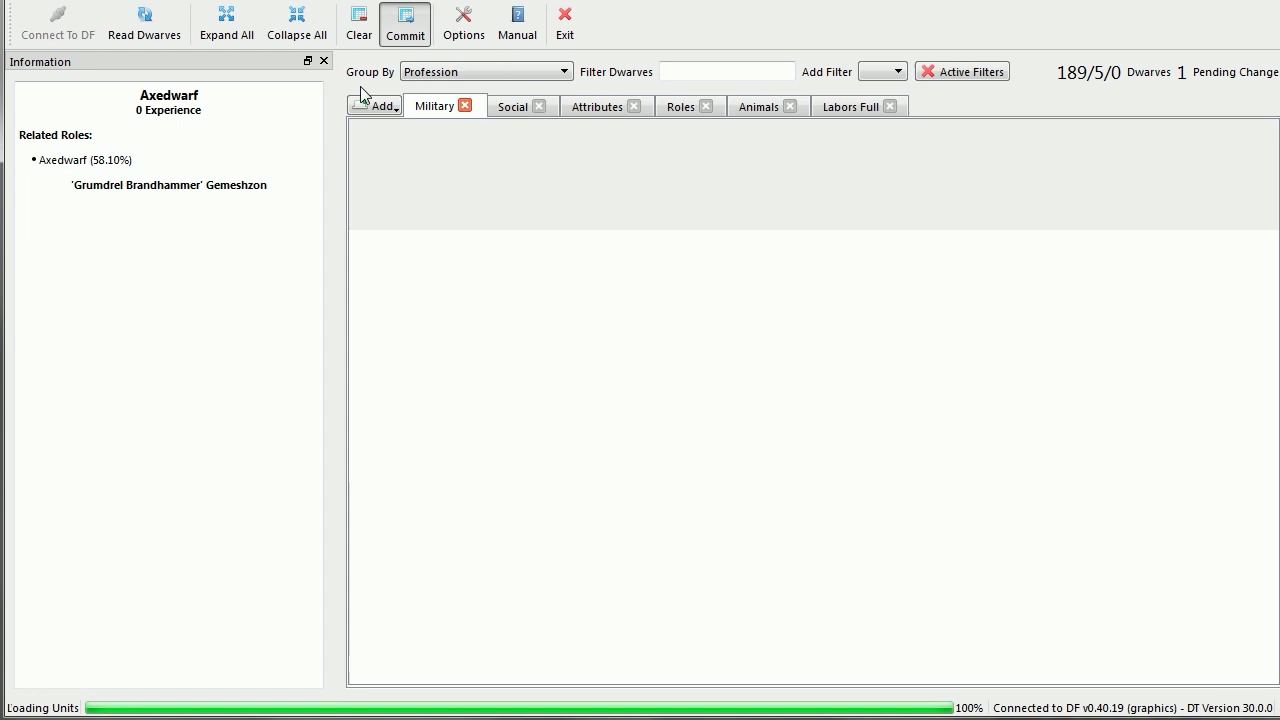 Connect To DF Read Dwarves Expand All Collapse All Clear Commit Options Manual Exit
Information
Group By Profession Filter Dwarves Add Filter Active Filters 189/5/0 Dwarves 1 Pending Change
Add Military Social Attributes Roles Animals Labors Full
Axedwarf
0 Experience
Related Roles:
• Axedwarf (58.10%)
'Grumdrel Brandhammer' Gemeshzon
Loading Units 100% Connected to DF v0.40.19 (graphics) - DT Version 30.0.0